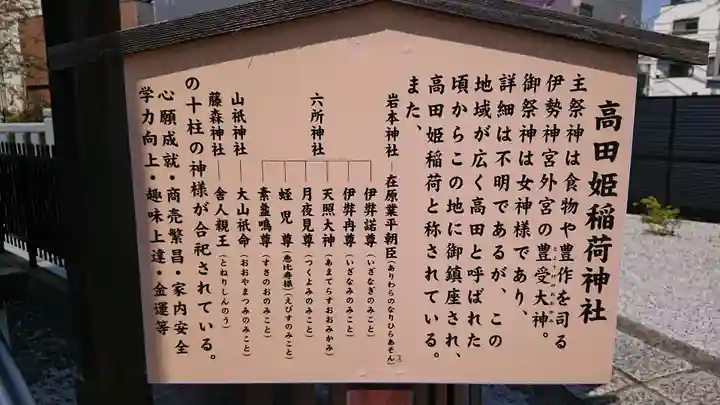 高田姫稲荷神社
主祭神は食物や豊作を司る
伊勢神宮外宮の豊受大神。
御祭神は女神様であり、
詳細は不明であるが、この
地域が広く高田と呼ばれた
頃からこの地に御鎮座され、
高田姫稲荷と称されている。
また、
岩本神社―在原業平朝臣(ありわらのなりひらあそん)
六所神社
伊弉諾尊(いざなぎのみこと)
伊弉冉尊(いざなみのみこと)
天照大神(あまてらすおおみかみ)
月夜見尊(つくよみのみこと)
蛭児尊(恵比寿様)(えびすのみこと)
素盞鳴尊(すさのおのみこと)
山祇神社―大山祇命(おおやまつみのみこと)
藤森神社―舎人親王(とねりしんのう)
の十柱の神様が合祀されている。
心願成就・商売繁昌・家内安全
学力向上・趣味上達・金運等